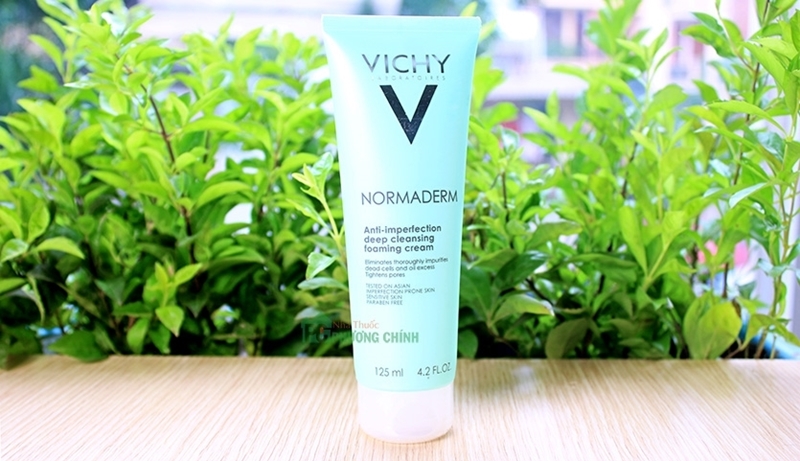 VICHY
LABORATOIRES
V
NORMADERM
Anti-imperfection
deep cleansing
foaming cream
Eliminates thoroughly impurities
dead cells and oil excess
Tightens pores
TESTED ON ASIAN
IMPERFECTION PRONE SKIN
SENSITIVE SKIN
PARABEN FREE
Nhà Thuốc
PHƯƠNG CHÍNH
125 ml 4.2 FL.OZ.